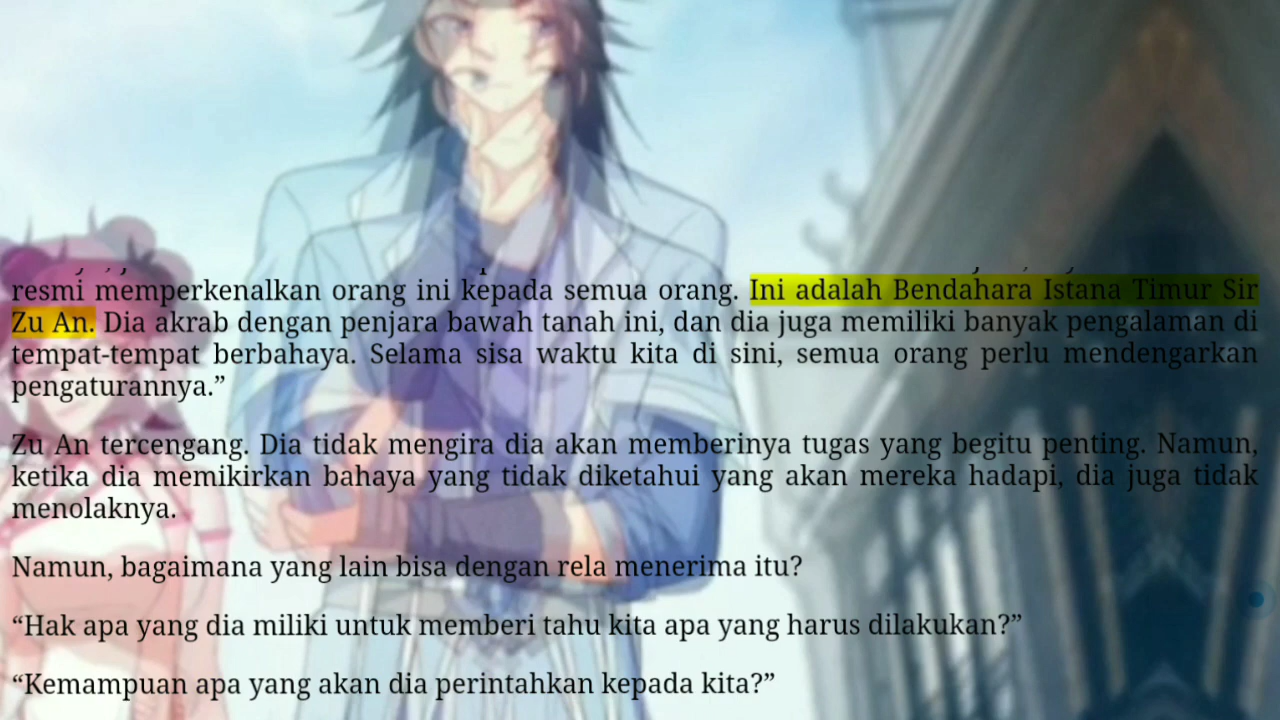 resmi memperkenalkan orang ini kepada semua orang. Ini adalah Bendahara Istana Timur Sir
Zu An. Dia akrab dengan penjara bawah tanah ini, dan dia juga memiliki banyak pengalaman di
tempat-tempat berbahaya. Selama sisa waktu kita di sini, semua orang perlu mendengarkan
pengaturannya.”
Zu An tercengang. Dia tidak mengira dia akan memberinya tugas yang begitu penting. Namun,
ketika dia memikirkan bahaya yang tidak diketahui yang akan mereka hadapi, dia juga tidak
menolaknya.
Namun, bagaimana yang lain bisa dengan rela menerima itu?
“Hak apa yang dia miliki untuk memberi tahu kita apa yang harus dilakukan?”
“Kemampuan apa yang akan dia perintahkan kepada kita?”